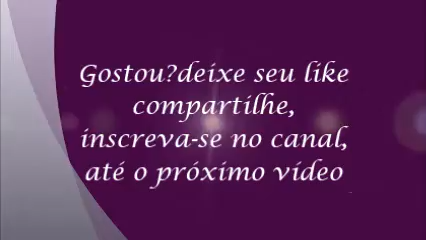 Gostou?deixe seu like
compartilhe,
inscreva-se no canal,
até o próximo vídeo